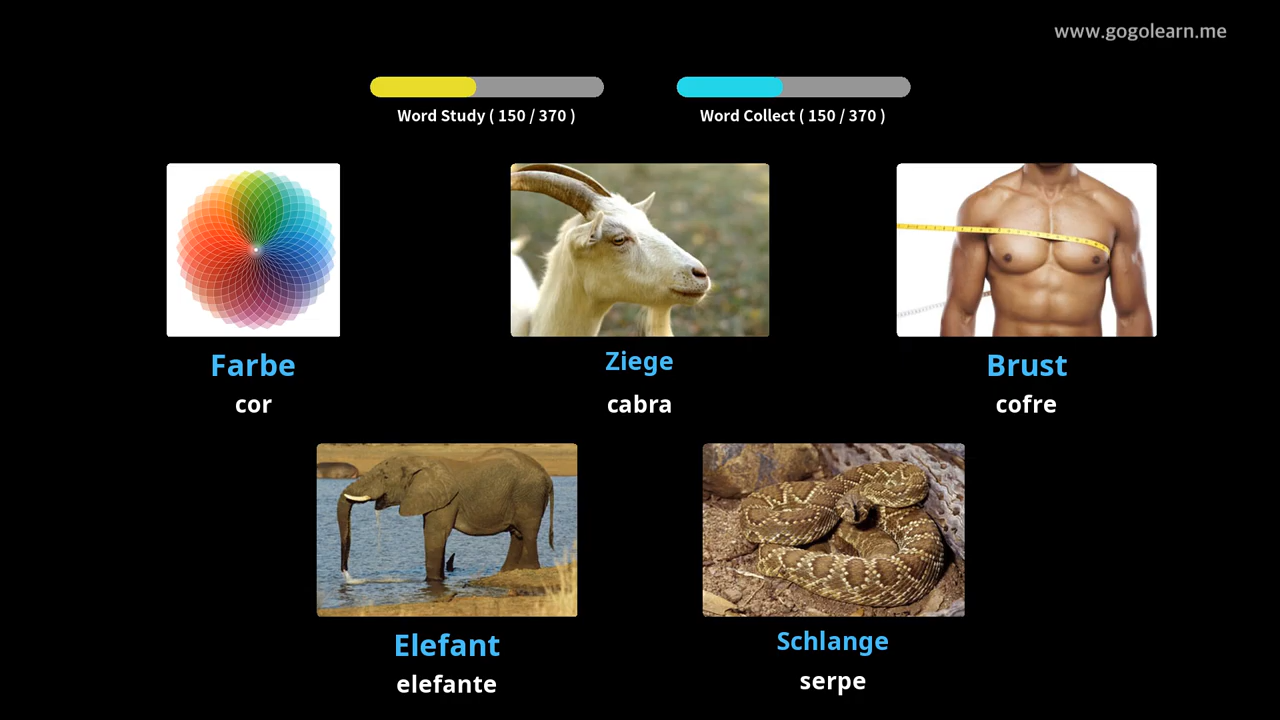 www.gogolearn.me
Word Study ( 150 / 370 )
Word Collect ( 150 / 370 )
Farbe
cor
Ziege
cabra
Brust
cofre
Elefant
elefante
Schlange
serpe